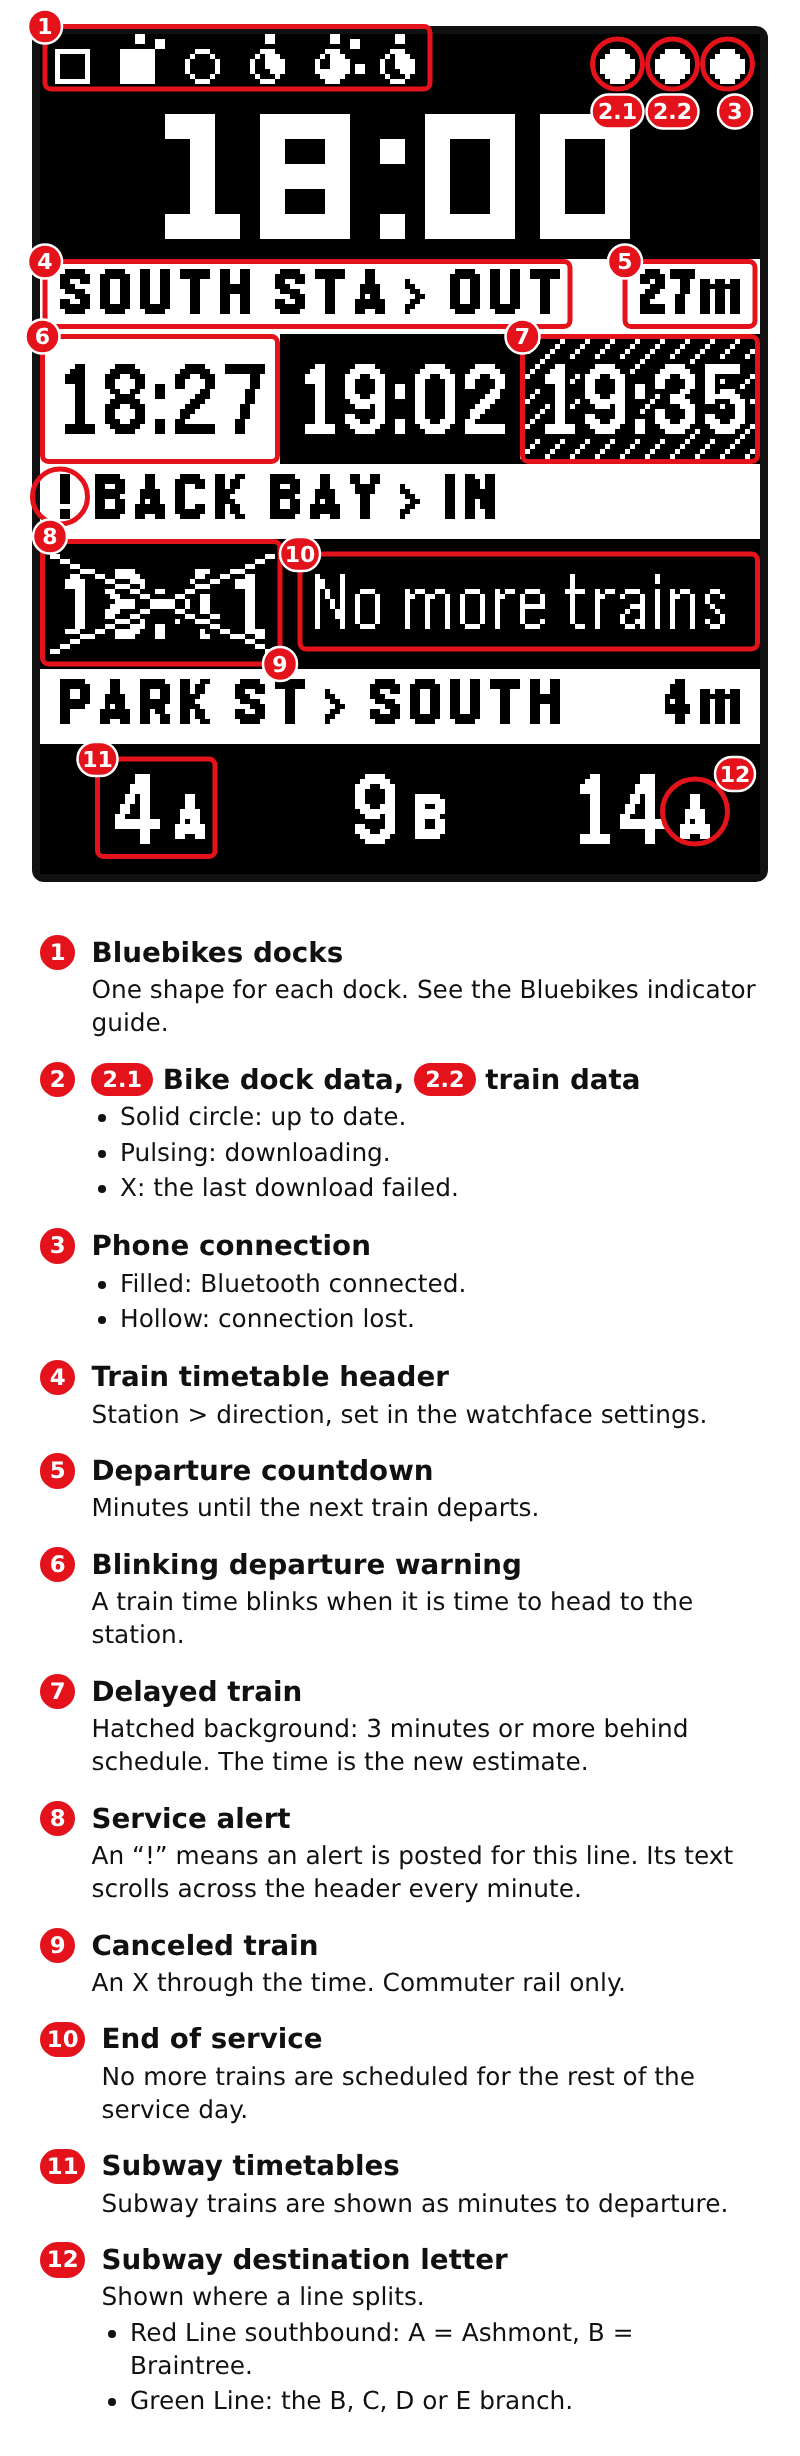 1
2.1 2.2 3
18:00
4 5
SOUTH STA > OUT 27m
6 7
18:27 19:02 19:35
! BACK BAY > IN
8 10
No more trains
9
PARK ST > SOUTH 4m
11 12
4 A 9 B 14 A
1 Bluebikes docks
One shape for each dock. See the Bluebikes indicator
guide.
2 2.1 Bike dock data, 2.2 train data
• Solid circle: up to date.
• Pulsing: downloading.
• X: the last download failed.
3 Phone connection
• Filled: Bluetooth connected.
• Hollow: connection lost.
4 Train timetable header
Station > direction, set in the watchface settings.
5 Departure countdown
Minutes until the next train departs.
6 Blinking departure warning
A train time blinks when it is time to head to the
station.
7 Delayed train
Hatched background: 3 minutes or more behind
schedule. The time is the new estimate.
8 Service alert
An “!” means an alert is posted for this line. Its text
scrolls across the header every minute.
9 Canceled train
An X through the time. Commuter rail only.
10 End of service
No more trains are scheduled for the rest of the
service day.
11 Subway timetables
Subway trains are shown as minutes to departure.
12 Subway destination letter
Shown where a line splits.
• Red Line southbound: A = Ashmont, B =
Braintree.
• Green Line: the B, C, D or E branch.